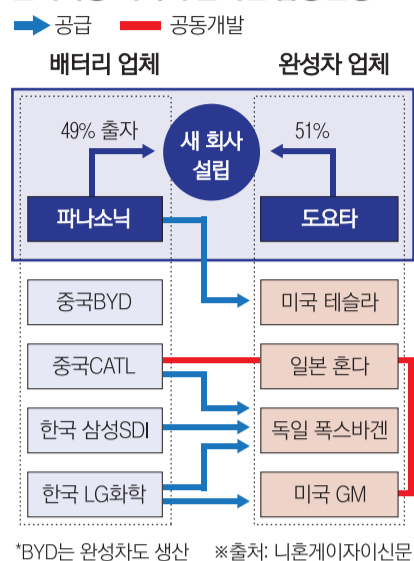 공급
공동개발
배터리 업체
완성차 업체
49% 출자
새 회사
설립
51%
파나소닉
도요타
중국BYD
미국 테슬라
중국CATL
일본 혼다
한국 삼성SDI
독일 폭스바겐
한국 LG화학
미국 GM
*BYD는 완성차도 생산 ※출처: 니혼게이자이신문